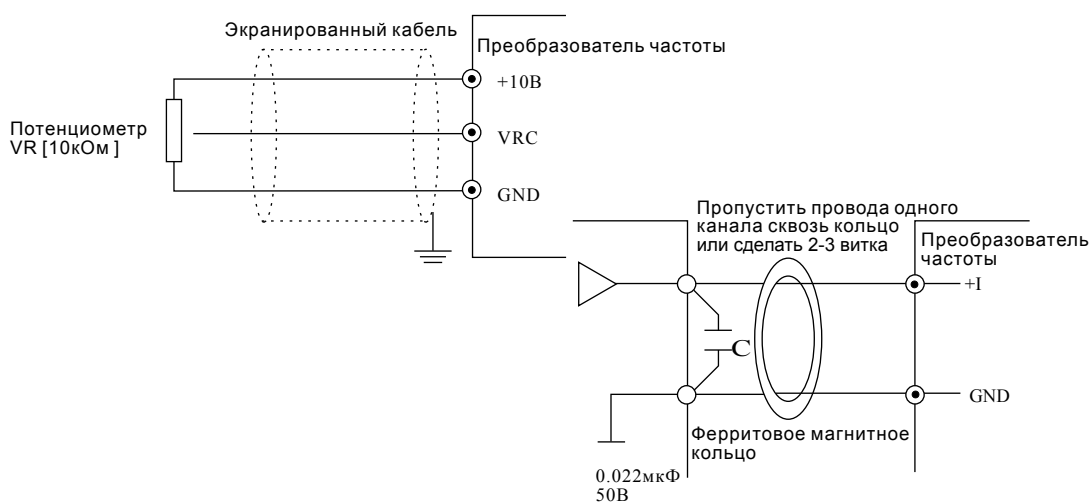 Экранированный кабель
Преобразователь частоты
+10В
Потенциометр
VR [10кОм ]
VRC
GND
Пропустить провода одного
канала сквозь кольцо
или сделать 2-3 витка
Преобразователь
частоты
+I
C
GND
Ферритовое магнитное
кольцо
0.022мкФ
50В